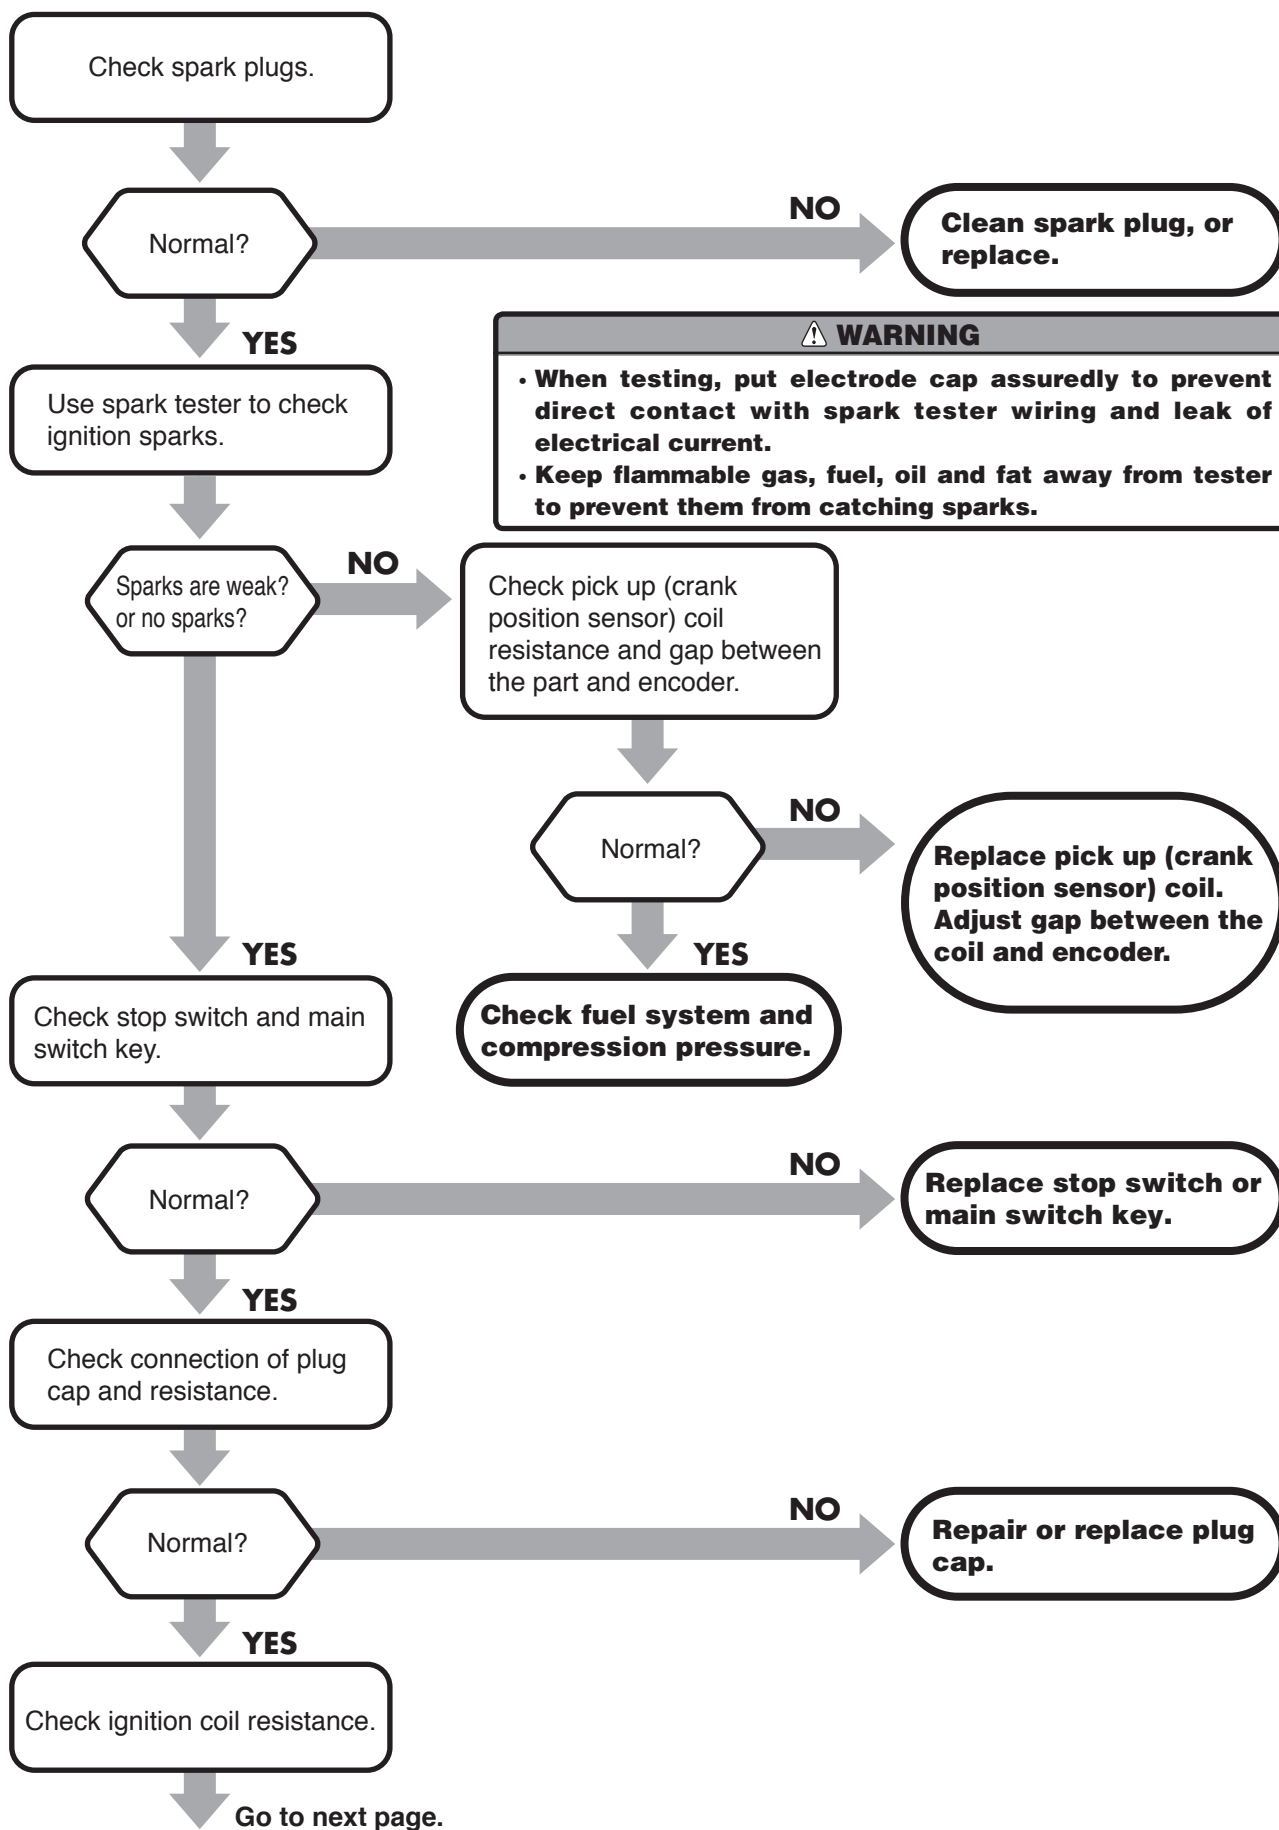 Check spark plugs.
Normal?
NO
Clean spark plug, or
replace.
YES
WARNING
• When testing, put electrode cap assuredly to prevent
direct contact with spark tester wiring and leak of
electrical current.
• Keep flammable gas, fuel, oil and fat away from tester
to prevent them from catching sparks.
Use spark tester to check
ignition sparks.
Sparks are weak?
or no sparks?
NO
Check pick up (crank
position sensor) coil
resistance and gap between
the part and encoder.
Normal?
NO
Replace pick up (crank
position sensor) coil.
Adjust gap between the
coil and encoder.
YES
Check fuel system and
compression pressure.
YES
Check stop switch and main
switch key.
Normal?
NO
Replace stop switch or
main switch key.
YES
Check connection of plug
cap and resistance.
Normal?
NO
Repair or replace plug
cap.
YES
Check ignition coil resistance.
Go to next page.